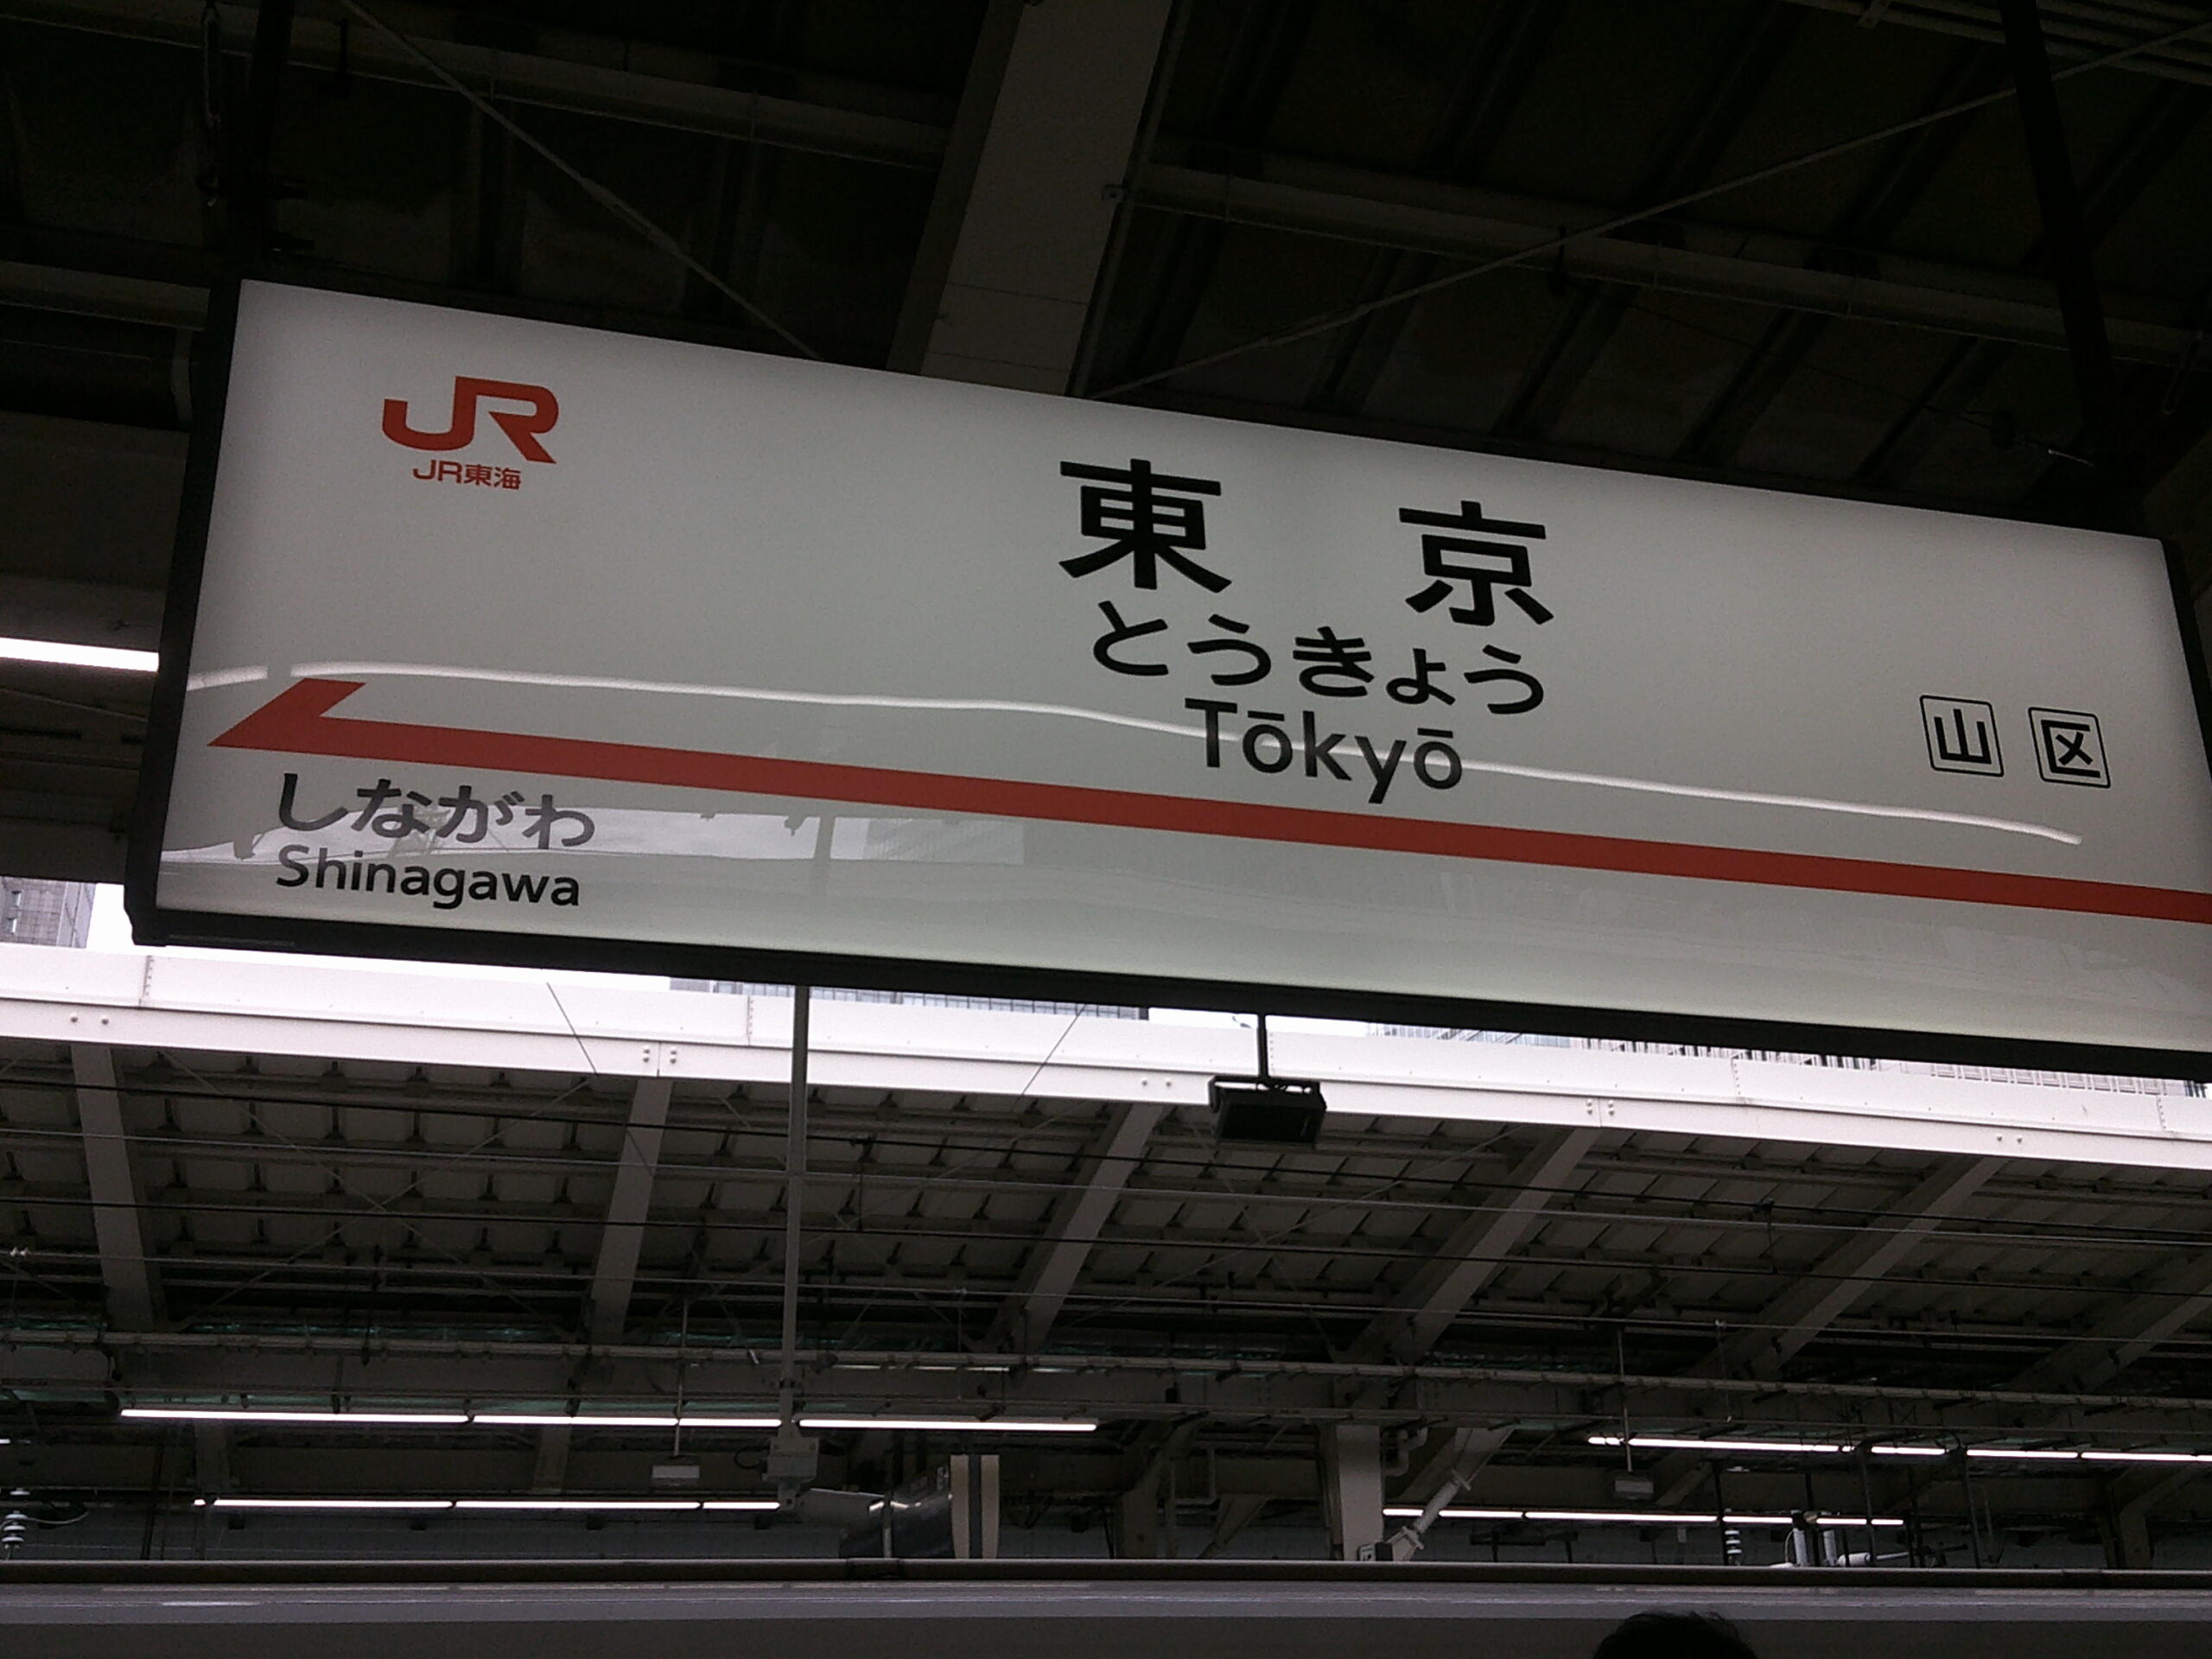 JR
JR東海
東京
とうきょう
Tōkyō
山 区
しながわ
Shinagawa